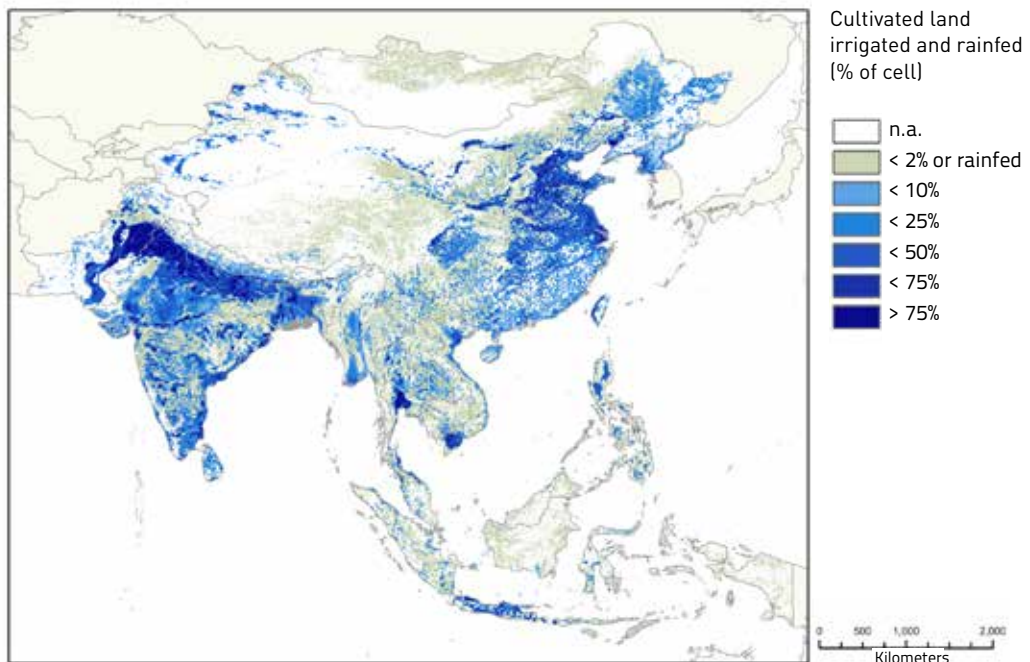 Cultivated land
irrigated and rainfed
(% of cell)
n.a.
< 2% or rainfed
< 10%
< 25%
< 50%
< 75%
> 75%
0 500 1,000 2,000
Kilometers